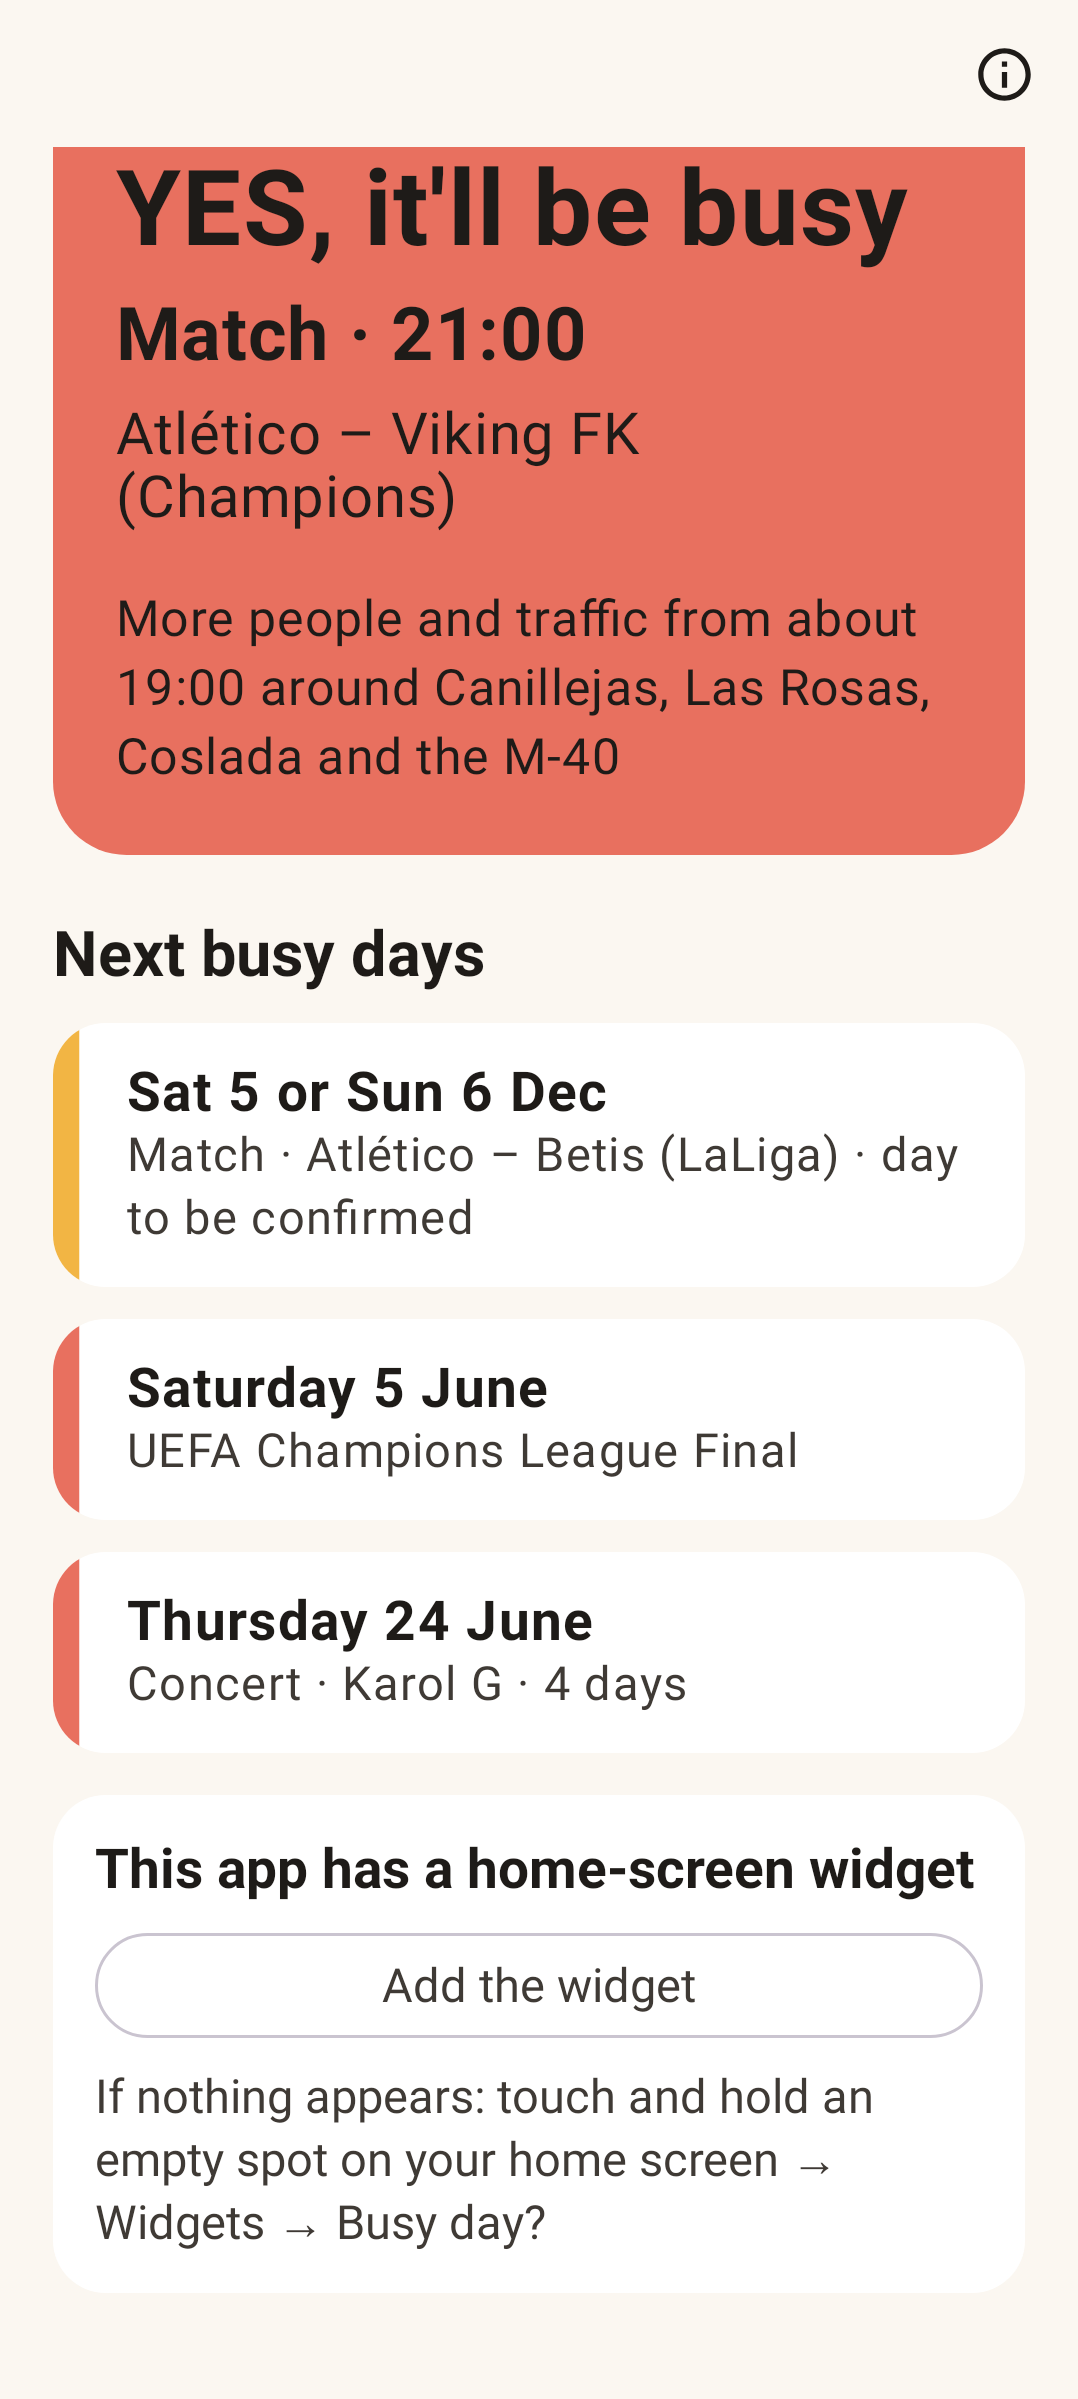 YES, it'll be busy
Match · 21:00
Atlético – Viking FK
(Champions)
More people and traffic from about
19:00 around Canillejas, Las Rosas,
Coslada and the M-40
Next busy days
Sat 5 or Sun 6 Dec
Match · Atlético – Betis (LaLiga) · day
to be confirmed
Saturday 5 June
UEFA Champions League Final
Thursday 24 June
Concert · Karol G · 4 days
This app has a home-screen widget
Add the widget
If nothing appears: touch and hold an
empty spot on your home screen →
Widgets → Busy day?